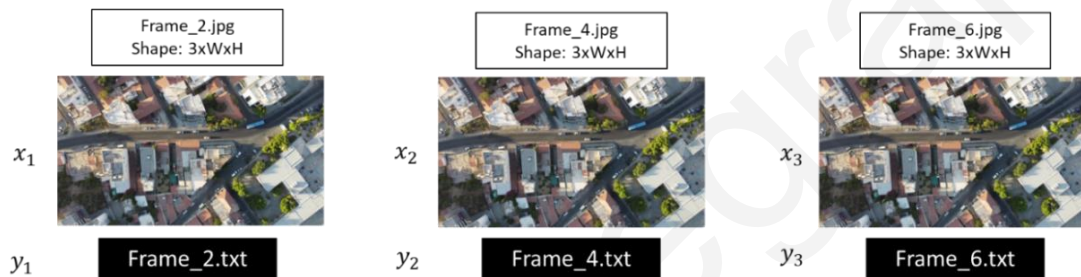 Frame_2.jpg
Shape: 3xWxH
Frame_4.jpg
Shape: 3xWxH
Frame_6.jpg
Shape: 3xWxH
x₁
x₂
x₃
y₁
Frame_2.txt
y₂
Frame_4.txt
y₃
Frame_6.txt